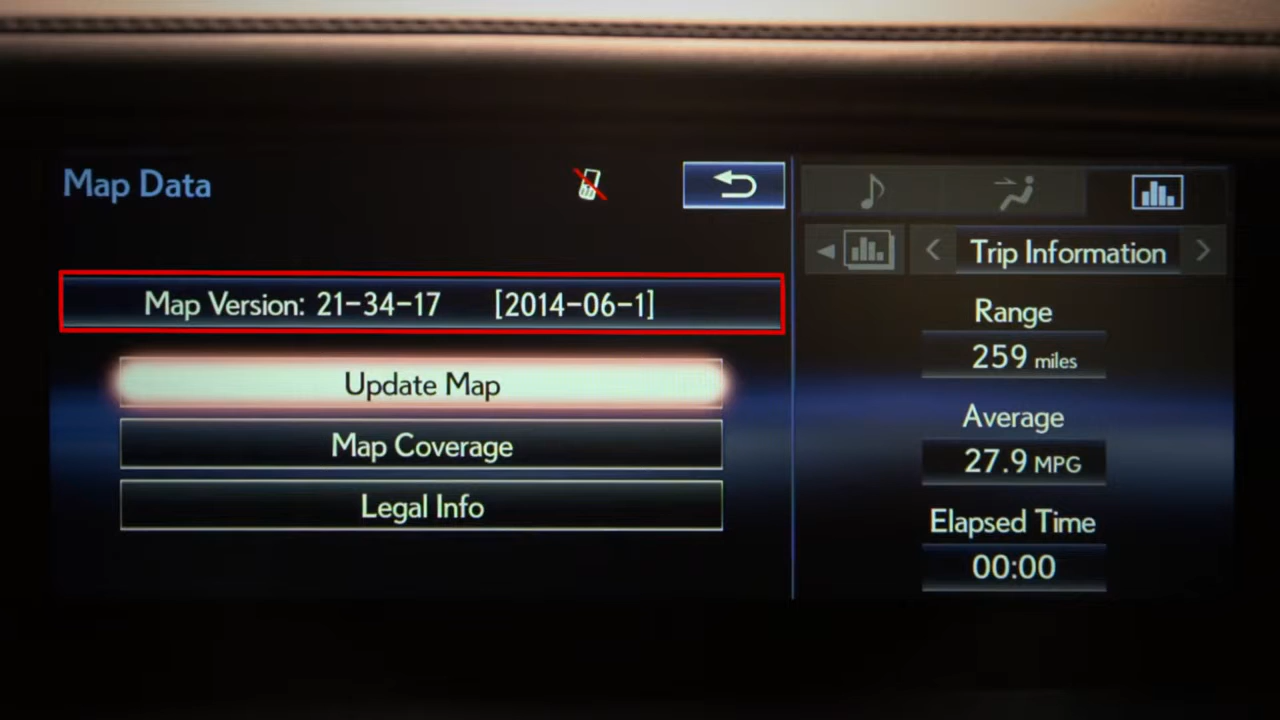 Map Data
Map Version: 21-34-17 [2014-06-1]
Update Map
Map Coverage
Legal Info
Trip Information
Range
259 miles
Average
27.9 MPG
Elapsed Time
00:00